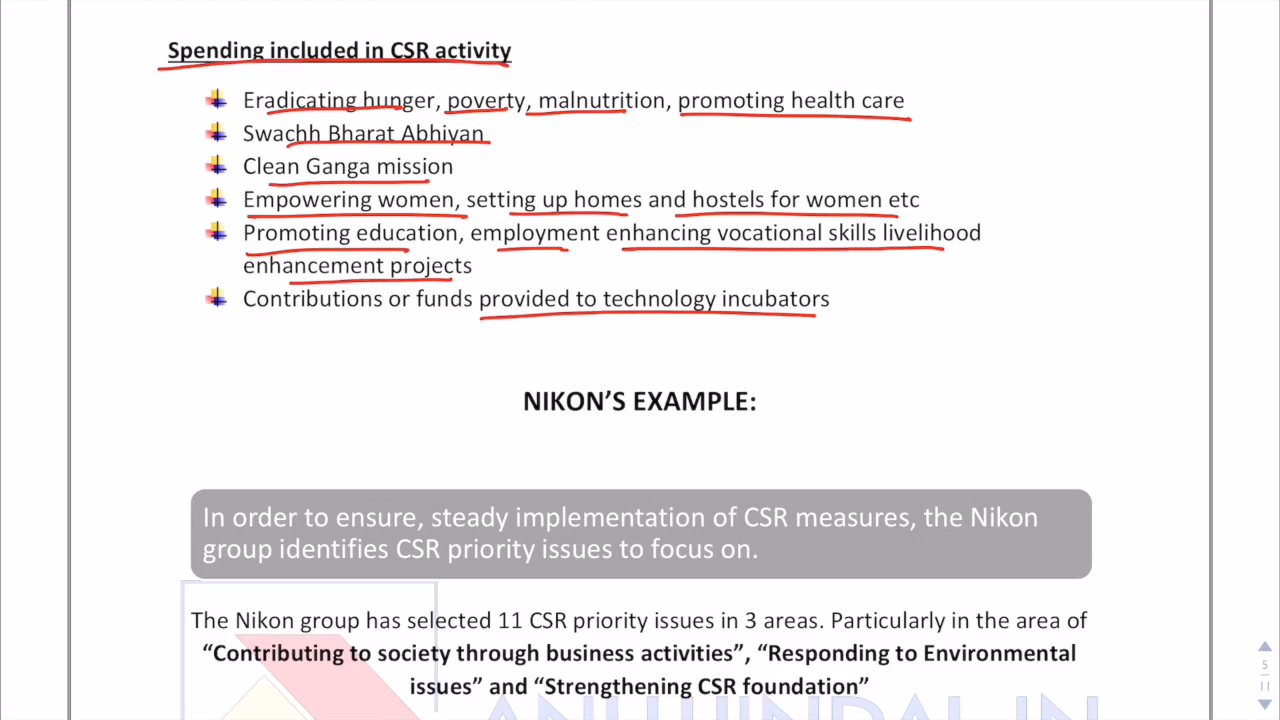 Spending included in CSR activity
Eradicating hunger, poverty, malnutrition, promoting health care
Swachh Bharat Abhiyan
Clean Ganga mission
Empowering women, setting up homes and hostels for women etc
Promoting education, employment enhancing vocational skills livelihood
enhancement projects
Contributions or funds provided to technology incubators
NIKON’S EXAMPLE:
In order to ensure, steady implementation of CSR measures, the Nikon
group identifies CSR priority issues to focus on.
The Nikon group has selected 11 CSR priority issues in 3 areas. Particularly in the area of
“Contributing to society through business activities”, “Responding to Environmental
issues” and “Strengthening CSR foundation”
5
11